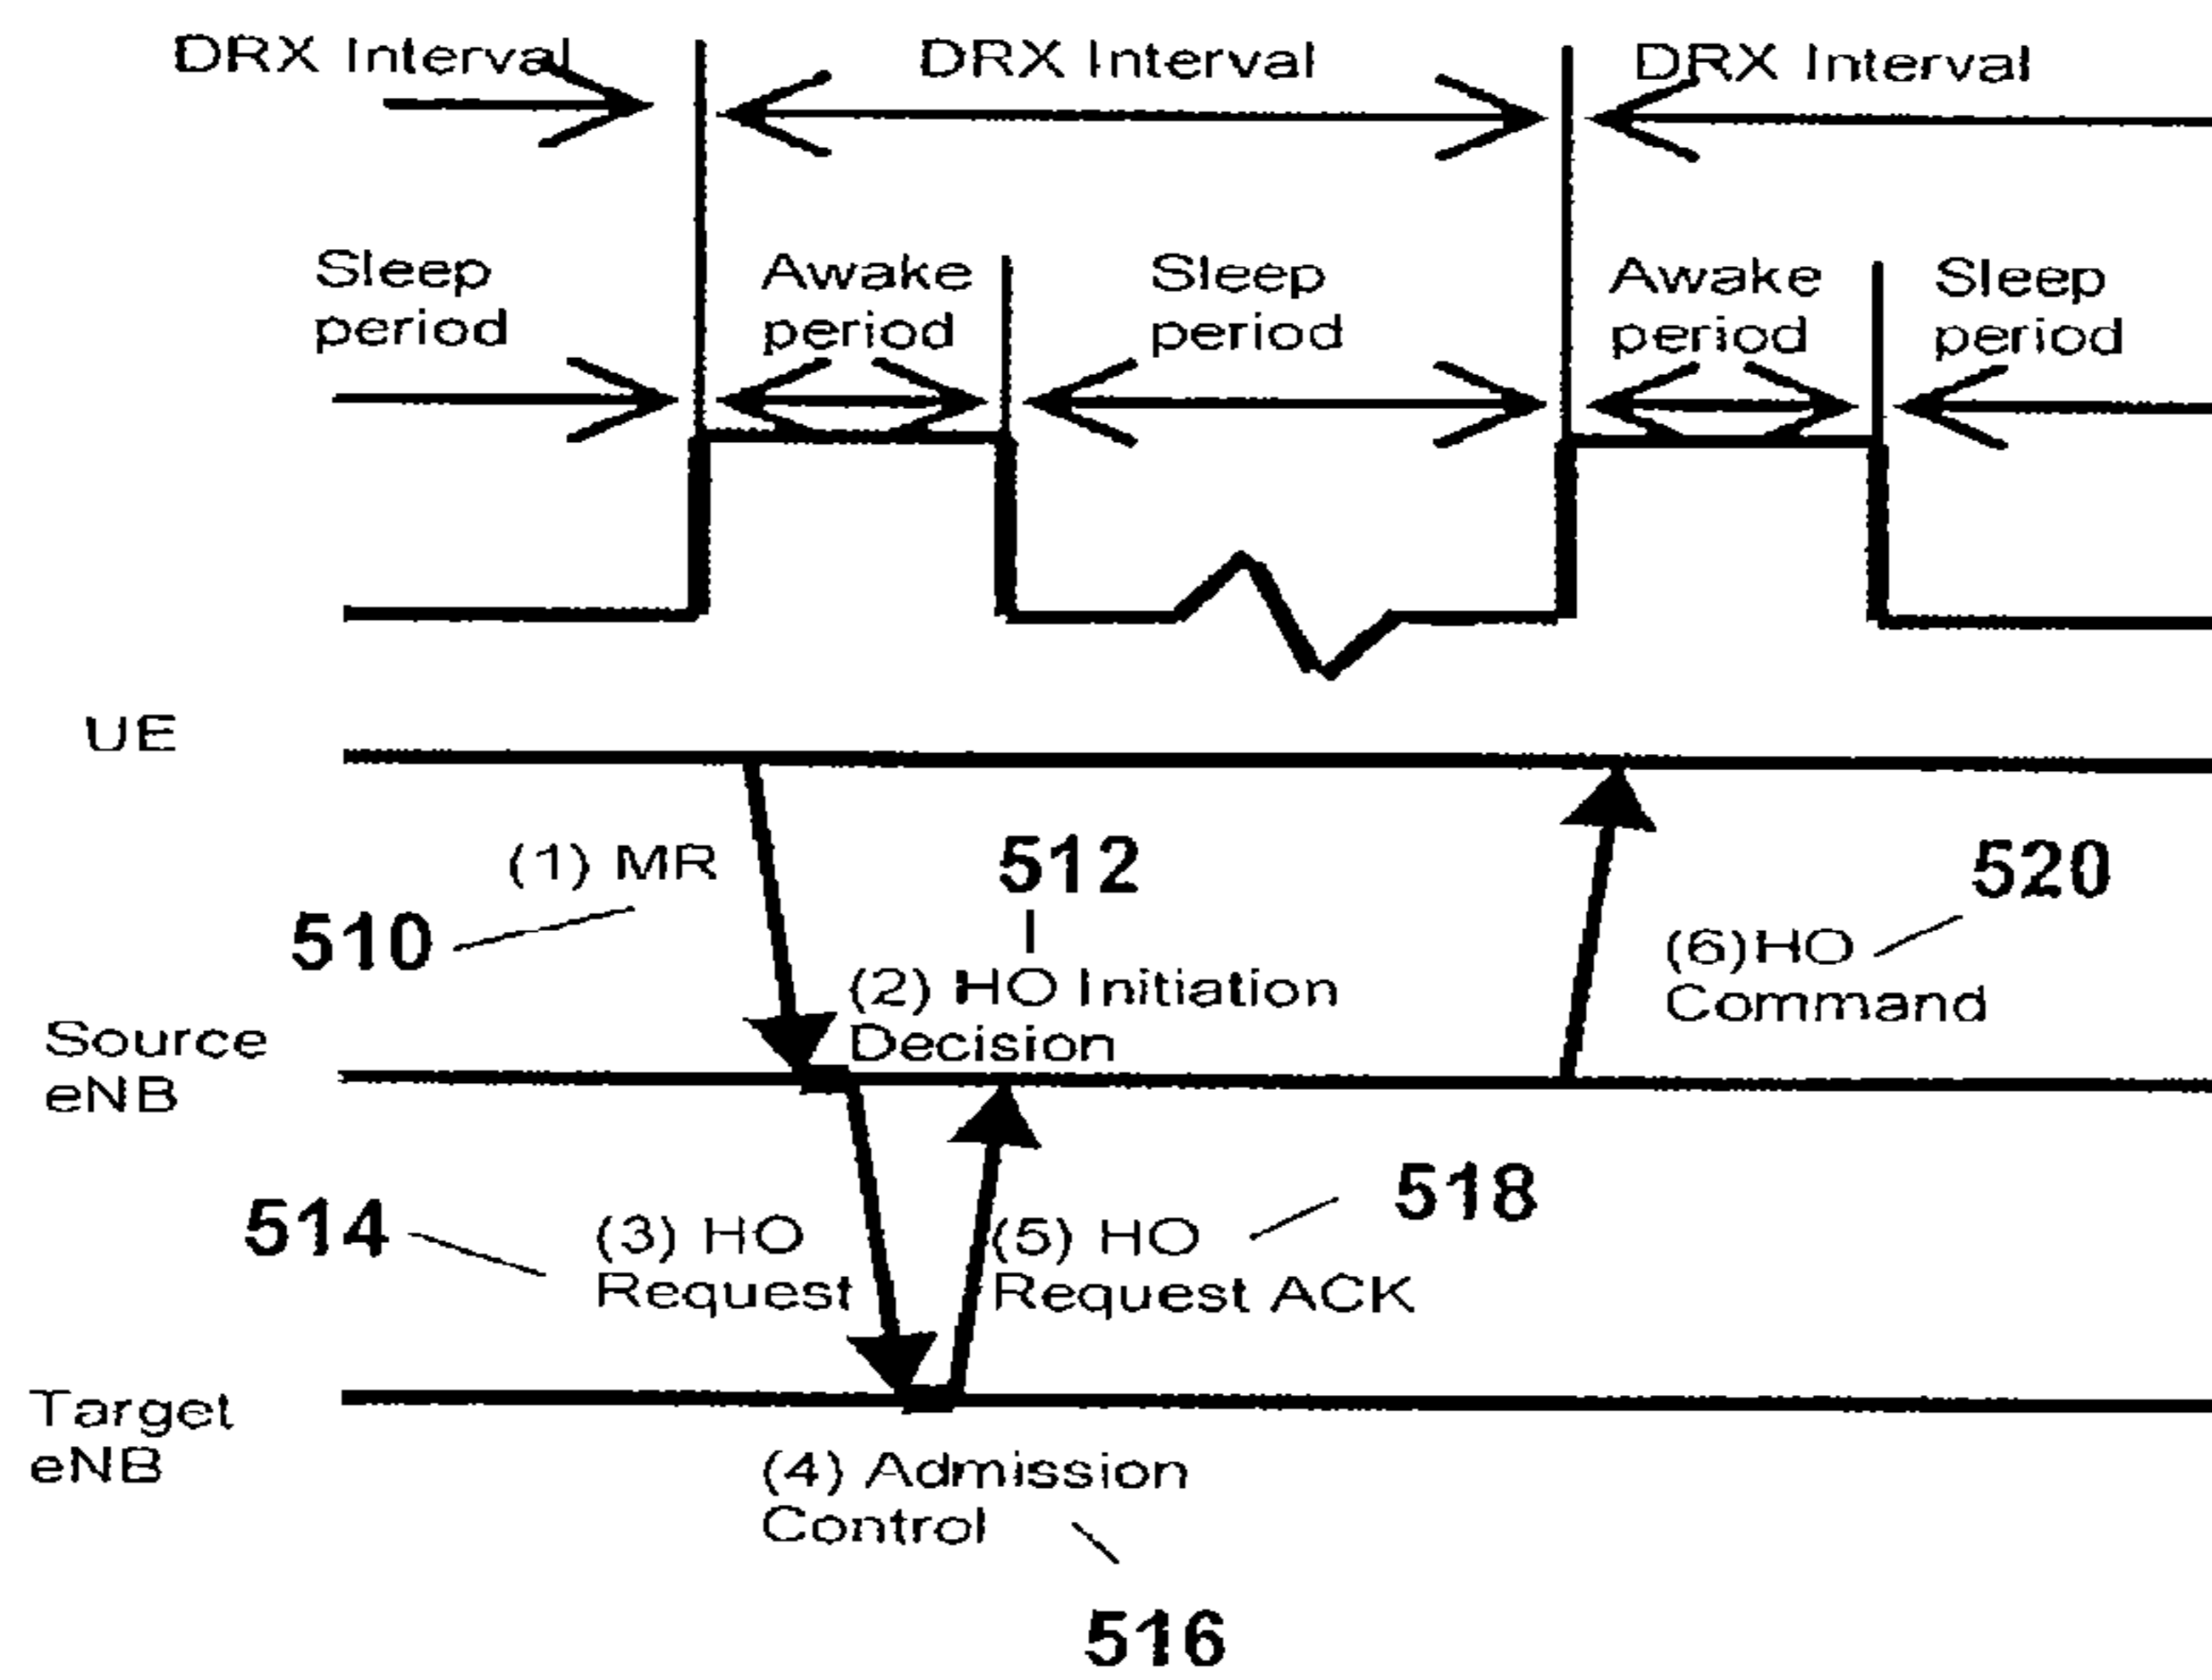 DRX Interval
DRX Interval
DRX Interval
Sleep
period
Awake
period
Sleep
period
Awake
period
Sleep
period
UE
(1) MR
510
512
(2) HO Initiation
Decision
520
(6)HO
Command
Source
eNB
514
(3) HO
Request
(5) HO
Request ACK
518
Target
eNB
(4) Admission
Control
516